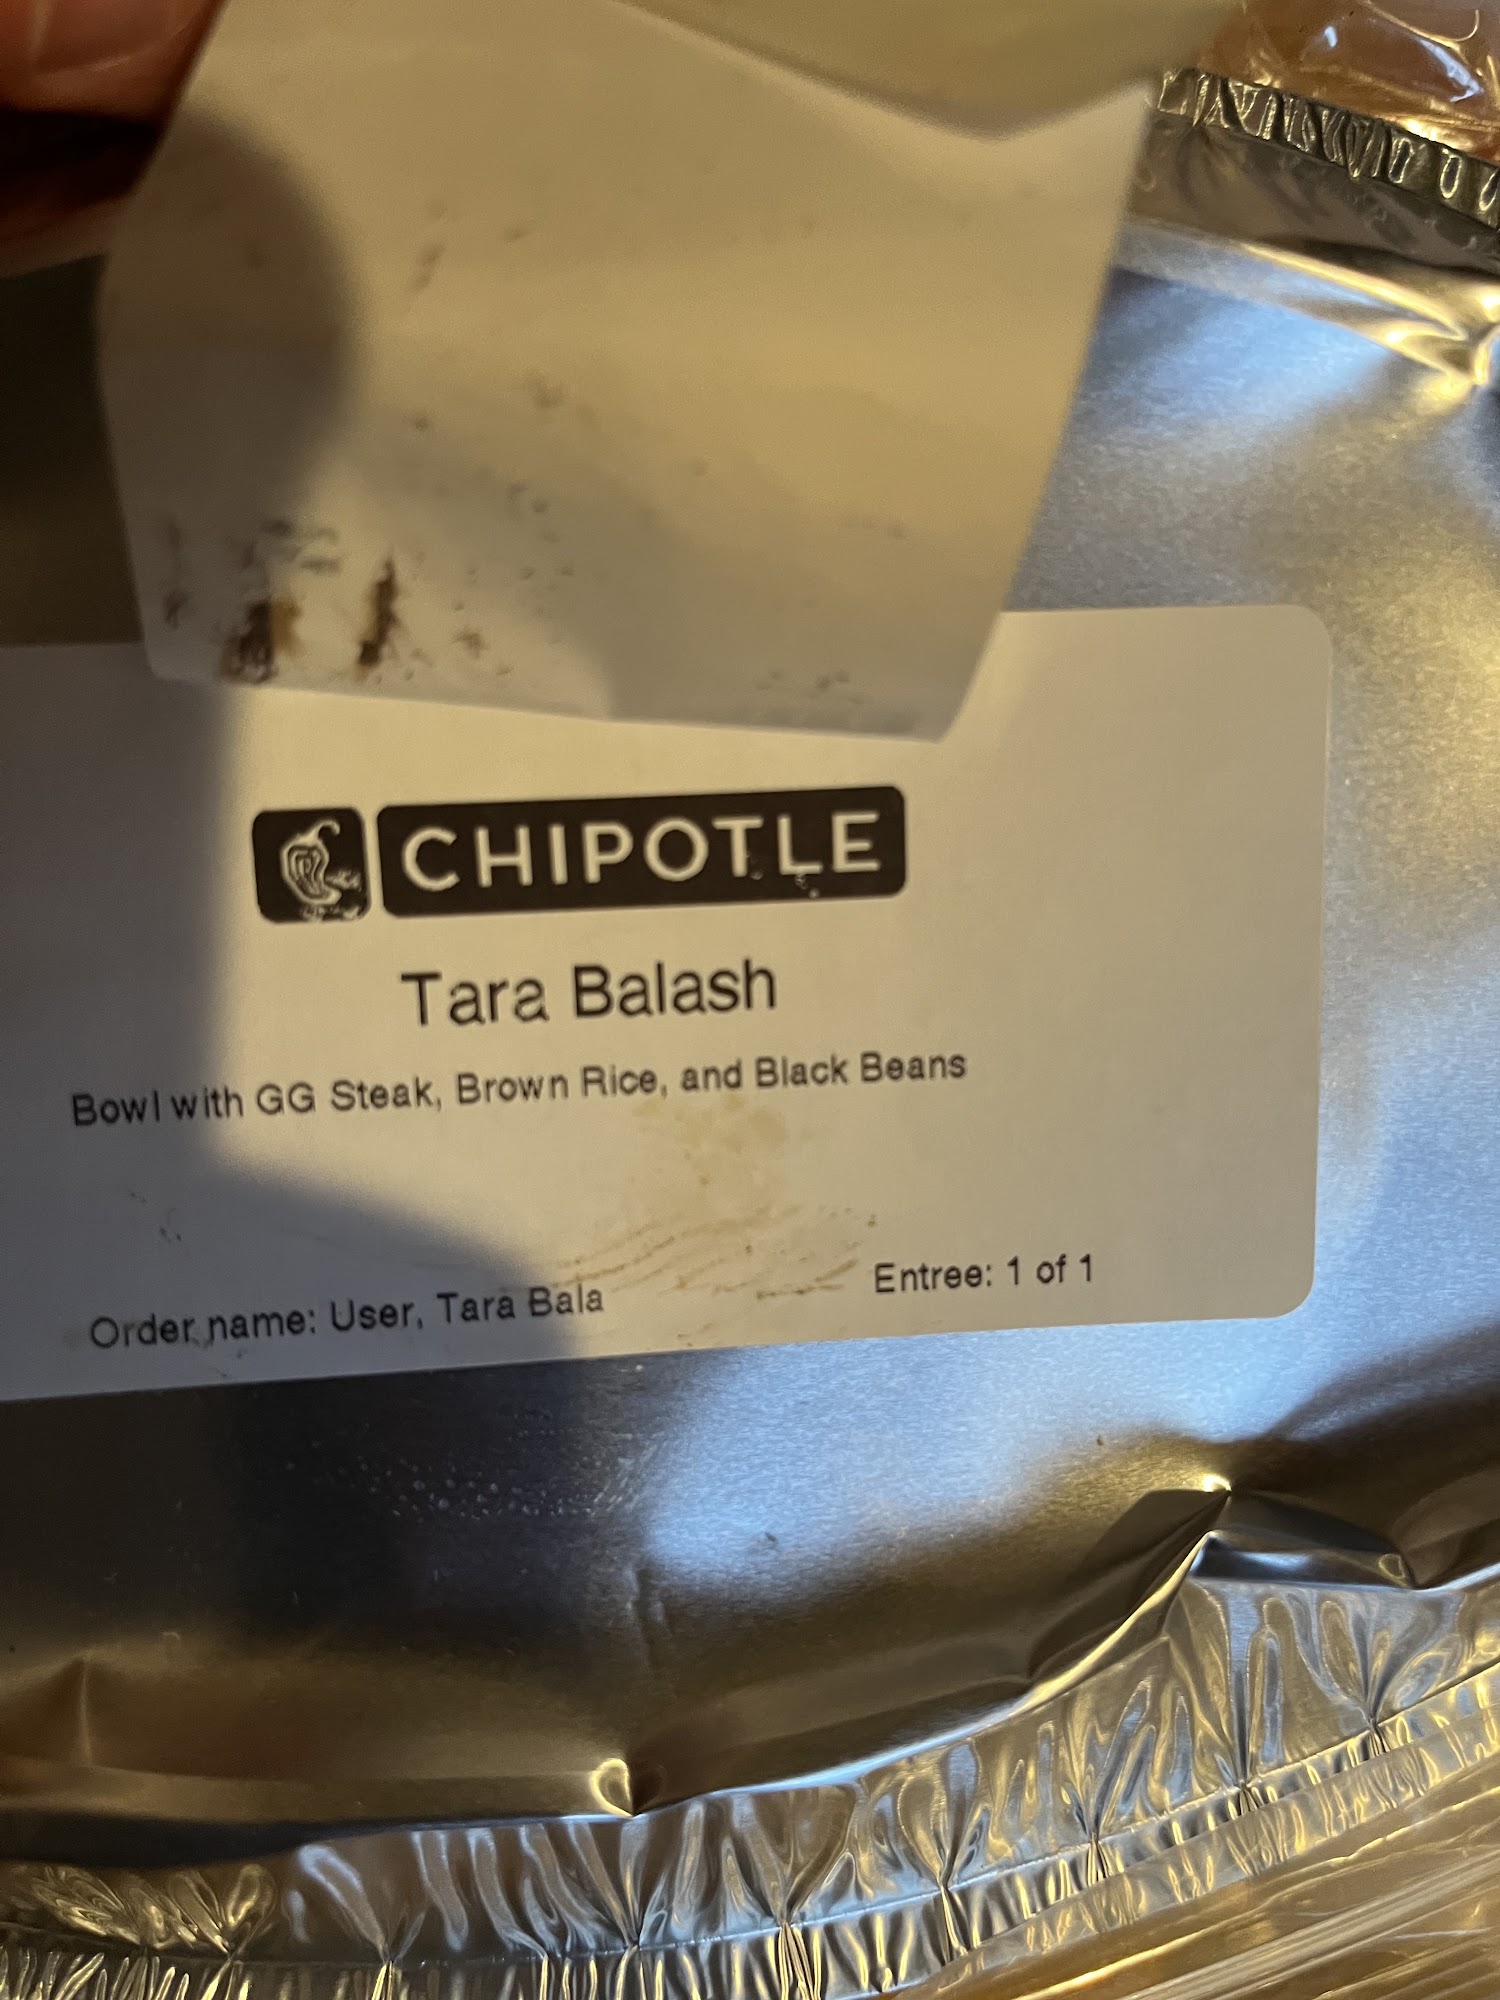 CHIPOTLE
Tara Balash
Bowl with GG Steak, Brown Rice, and Black Beans
Order name: User, Tara Bala
Entree: 1 of 1